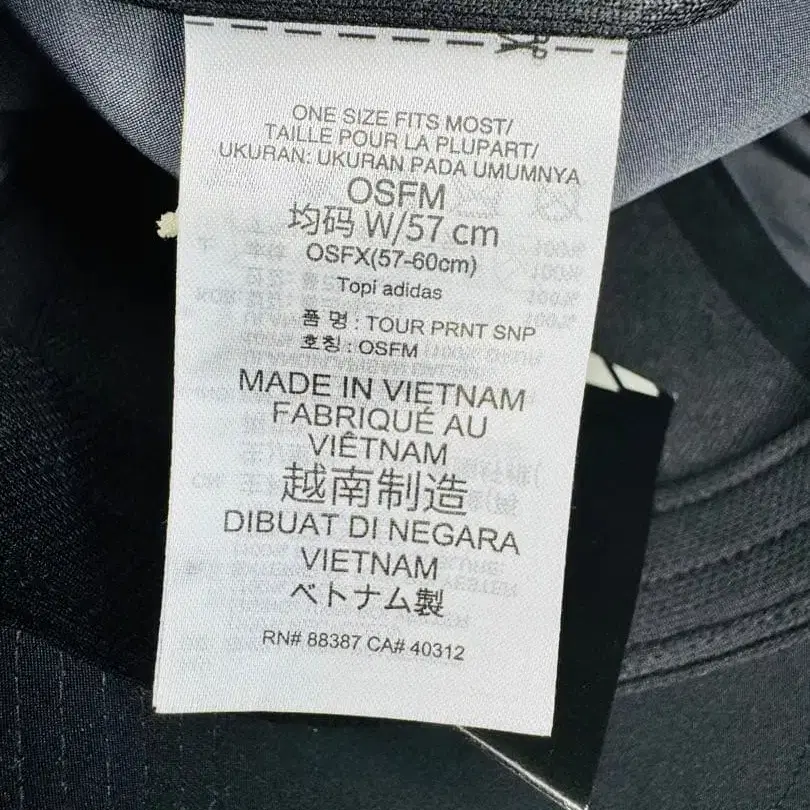 ONE SIZE FITS MOST/
TAILLE POUR LA PLUPART/
UKURAN: UKURAN PADA UMUMNYA
OSFM
均码 W/57 cm
OSFX(57-60cm)
Topi adidas
품 명 : TOUR PRNT SNP
호칭 : OSFM
MADE IN VIETNAM
FABRIQUÉ AU
VIÊTNAM
越南制造
DIBUAT DI NEGARA
VIETNAM
ベトナム製
RN# 88387 CA# 40312